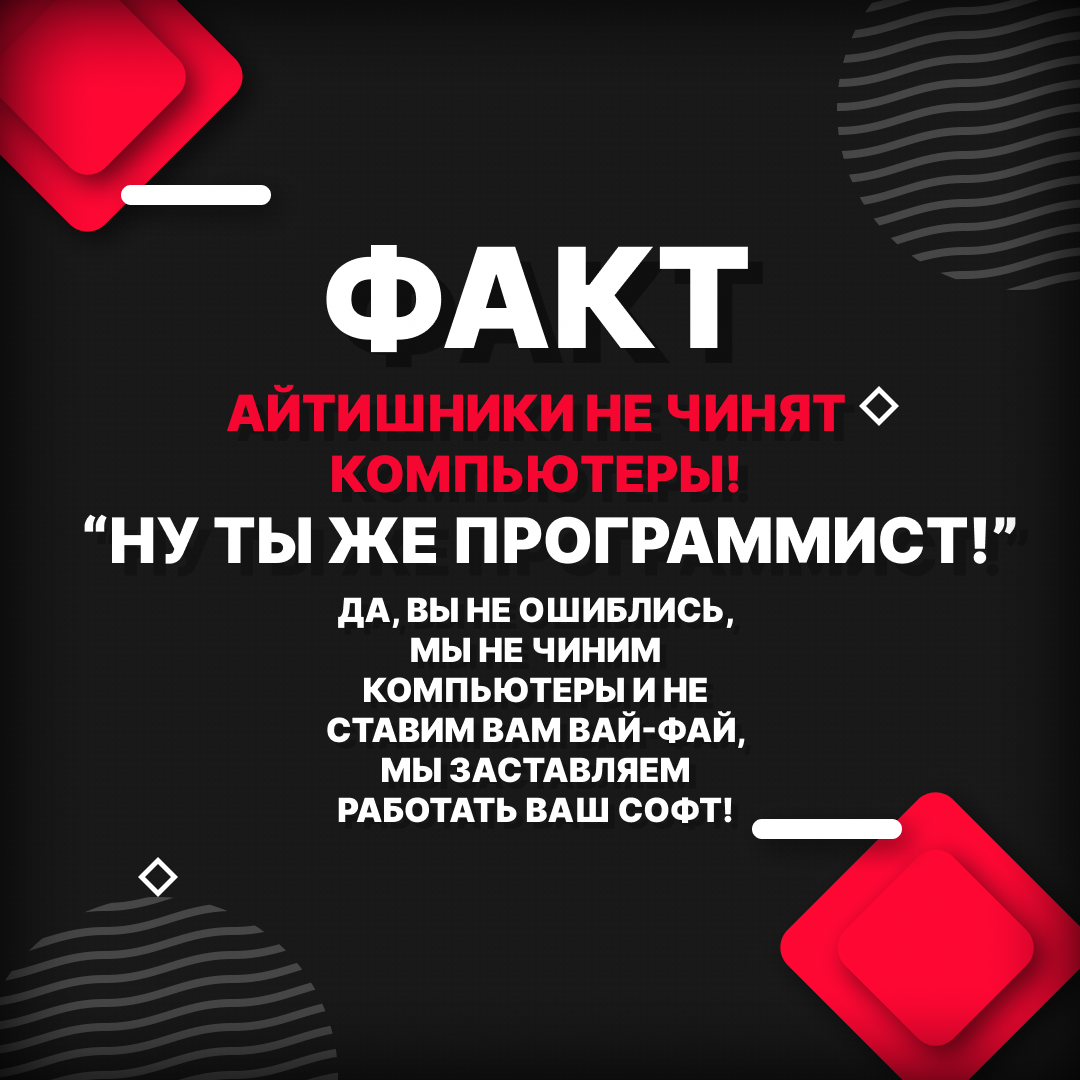 ФАКТ
АЙТИШНИКИ НЕ ЧИНЯТ
КОМПЬЮТЕРЫ!
“НУ ТЫ ЖЕ ПРОГРАММИСТ!”
ДА, ВЫ НЕ ОШИБЛИСЬ,
МЫ НЕ ЧИНИМ
КОМПЬЮТЕРЫ И НЕ
СТАВИМ ВАМ ВАЙ-ФАЙ,
МЫ ЗАСТАВЛЯЕМ
РАБОТАТЬ ВАШ СОФТ!